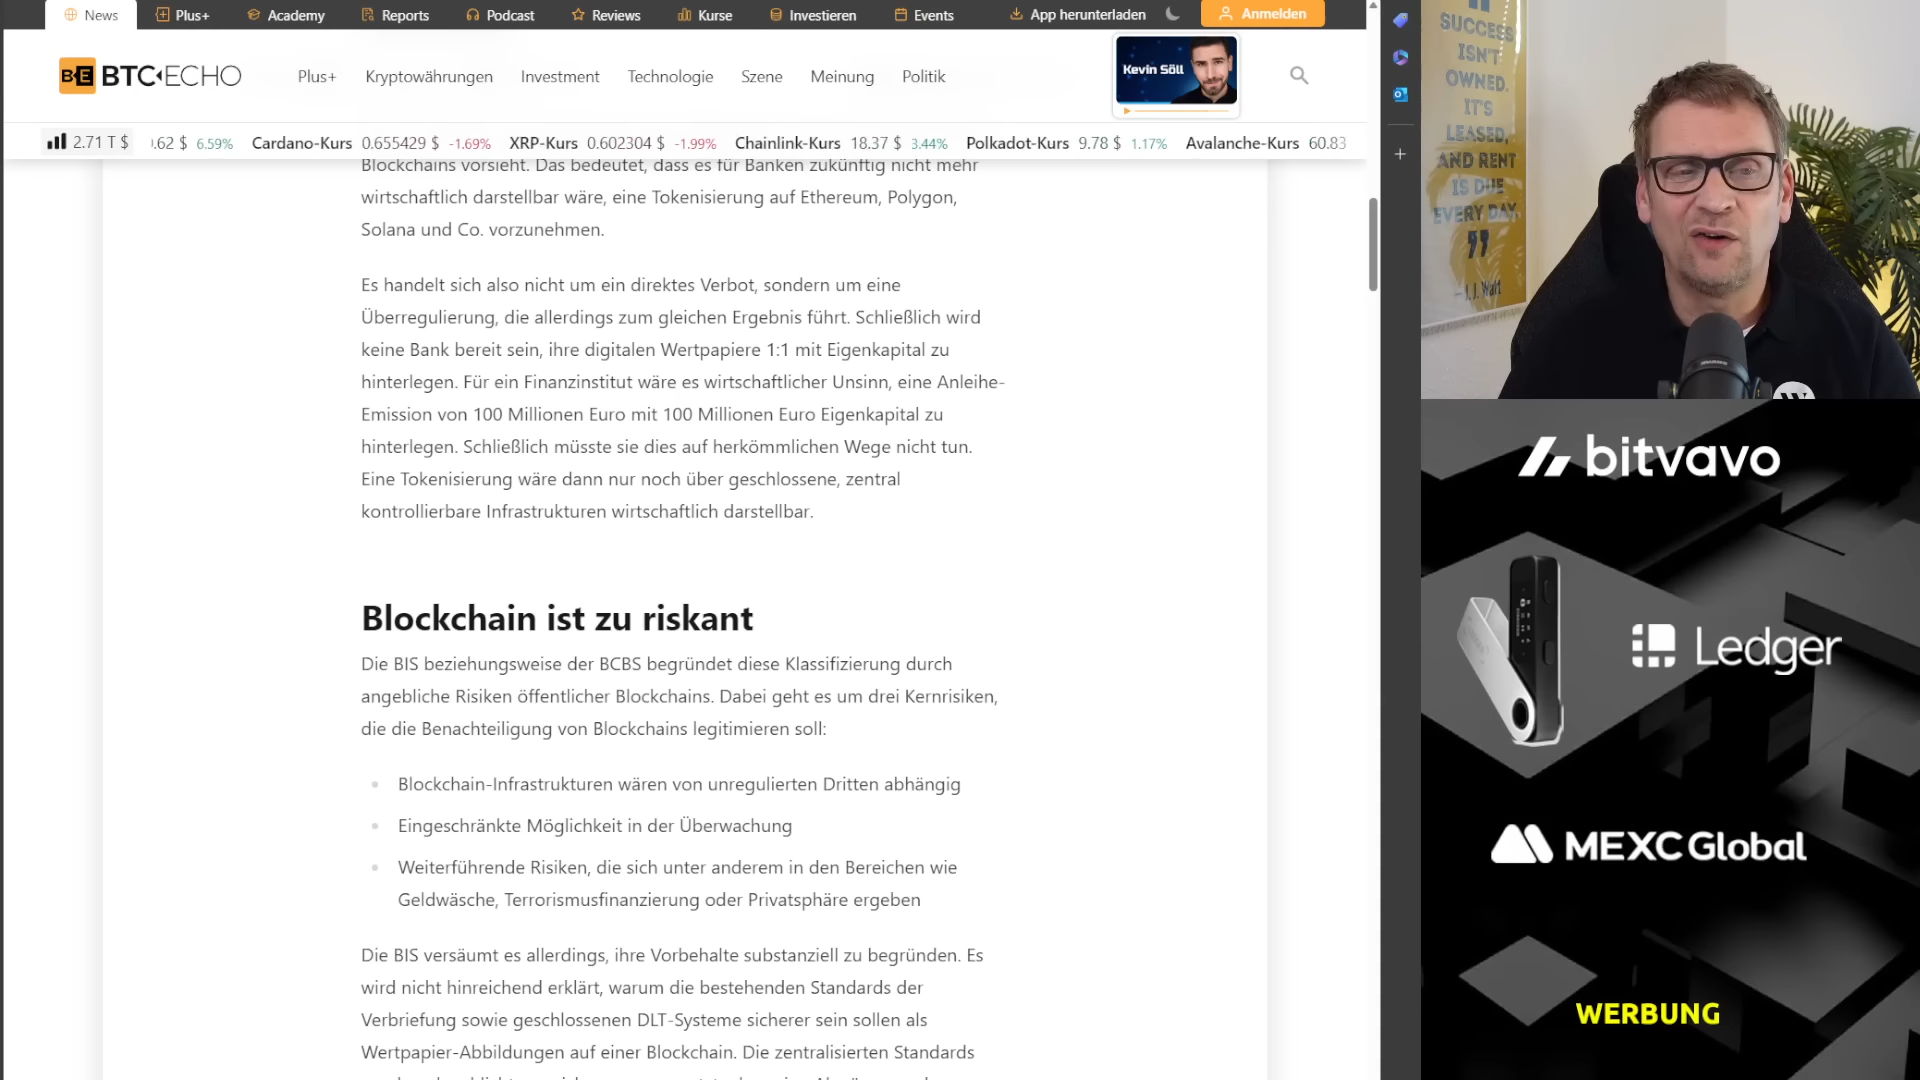 News
Plus+
Academy
Reports
Podcast
Reviews
Kurse
Investieren
Events
App herunterladen
Anmelden
BTC-ECHO
Plus+
Kryptowährungen
Investment
Technologie
Szene
Meinung
Politik
Kevin Söll
2.71 T $
.62 $ 6.59%
Cardano-Kurs 0.655429 $ -1.69%
XRP-Kurs 0.602304 $ -1.99%
Chainlink-Kurs 18.37 $ 3.44%
Polkadot-Kurs 9.78 $ 1.17%
Avalanche-Kurs 60.83
Blockchains vorsieht. Das bedeutet, dass es für Banken zukünftig nicht mehr
wirtschaftlich darstellbar wäre, eine Tokenisierung auf Ethereum, Polygon,
Solana und Co. vorzunehmen.
Es handelt sich also nicht um ein direktes Verbot, sondern um eine
Überregulierung, die allerdings zum gleichen Ergebnis führt. Schließlich wird
keine Bank bereit sein, ihre digitalen Wertpapiere 1:1 mit Eigenkapital zu
hinterlegen. Für ein Finanzinstitut wäre es wirtschaftlicher Unsinn, eine Anleihe-
Emission von 100 Millionen Euro mit 100 Millionen Euro Eigenkapital zu
hinterlegen. Schließlich müsste sie dies auf herkömmlichen Wege nicht tun.
Eine Tokenisierung wäre dann nur noch über geschlossene, zentral
kontrollierbare Infrastrukturen wirtschaftlich darstellbar.
Blockchain ist zu riskant
Die BIS beziehungsweise der BCBS begründet diese Klassifizierung durch
angebliche Risiken öffentlicher Blockchains. Dabei geht es um drei Kernrisiken,
die die Benachteiligung von Blockchains legitimieren soll:
Blockchain-Infrastrukturen wären von unregulierten Dritten abhängig
Eingeschränkte Möglichkeit in der Überwachung
Weiterführende Risiken, die sich unter anderem in den Bereichen wie
Geldwäsche, Terrorismusfinanzierung oder Privatsphäre ergeben
Die BIS versäumt es allerdings, ihre Vorbehalte substanziell zu begründen. Es
wird nicht hinreichend erklärt, warum die bestehenden Standards der
Verbriefung sowie geschlossenen DLT-Systeme sicherer sein sollen als
Wertpapier-Abbildungen auf einer Blockchain. Die zentralisierten Standards
SUCCESS
ISN'T
OWNED.
IT'S
LEASED,
AND RENT
IS DUE
EVERY DAY.
- J.J. Watt
bitvavo
Ledger
MEXC Global
WERBUNG